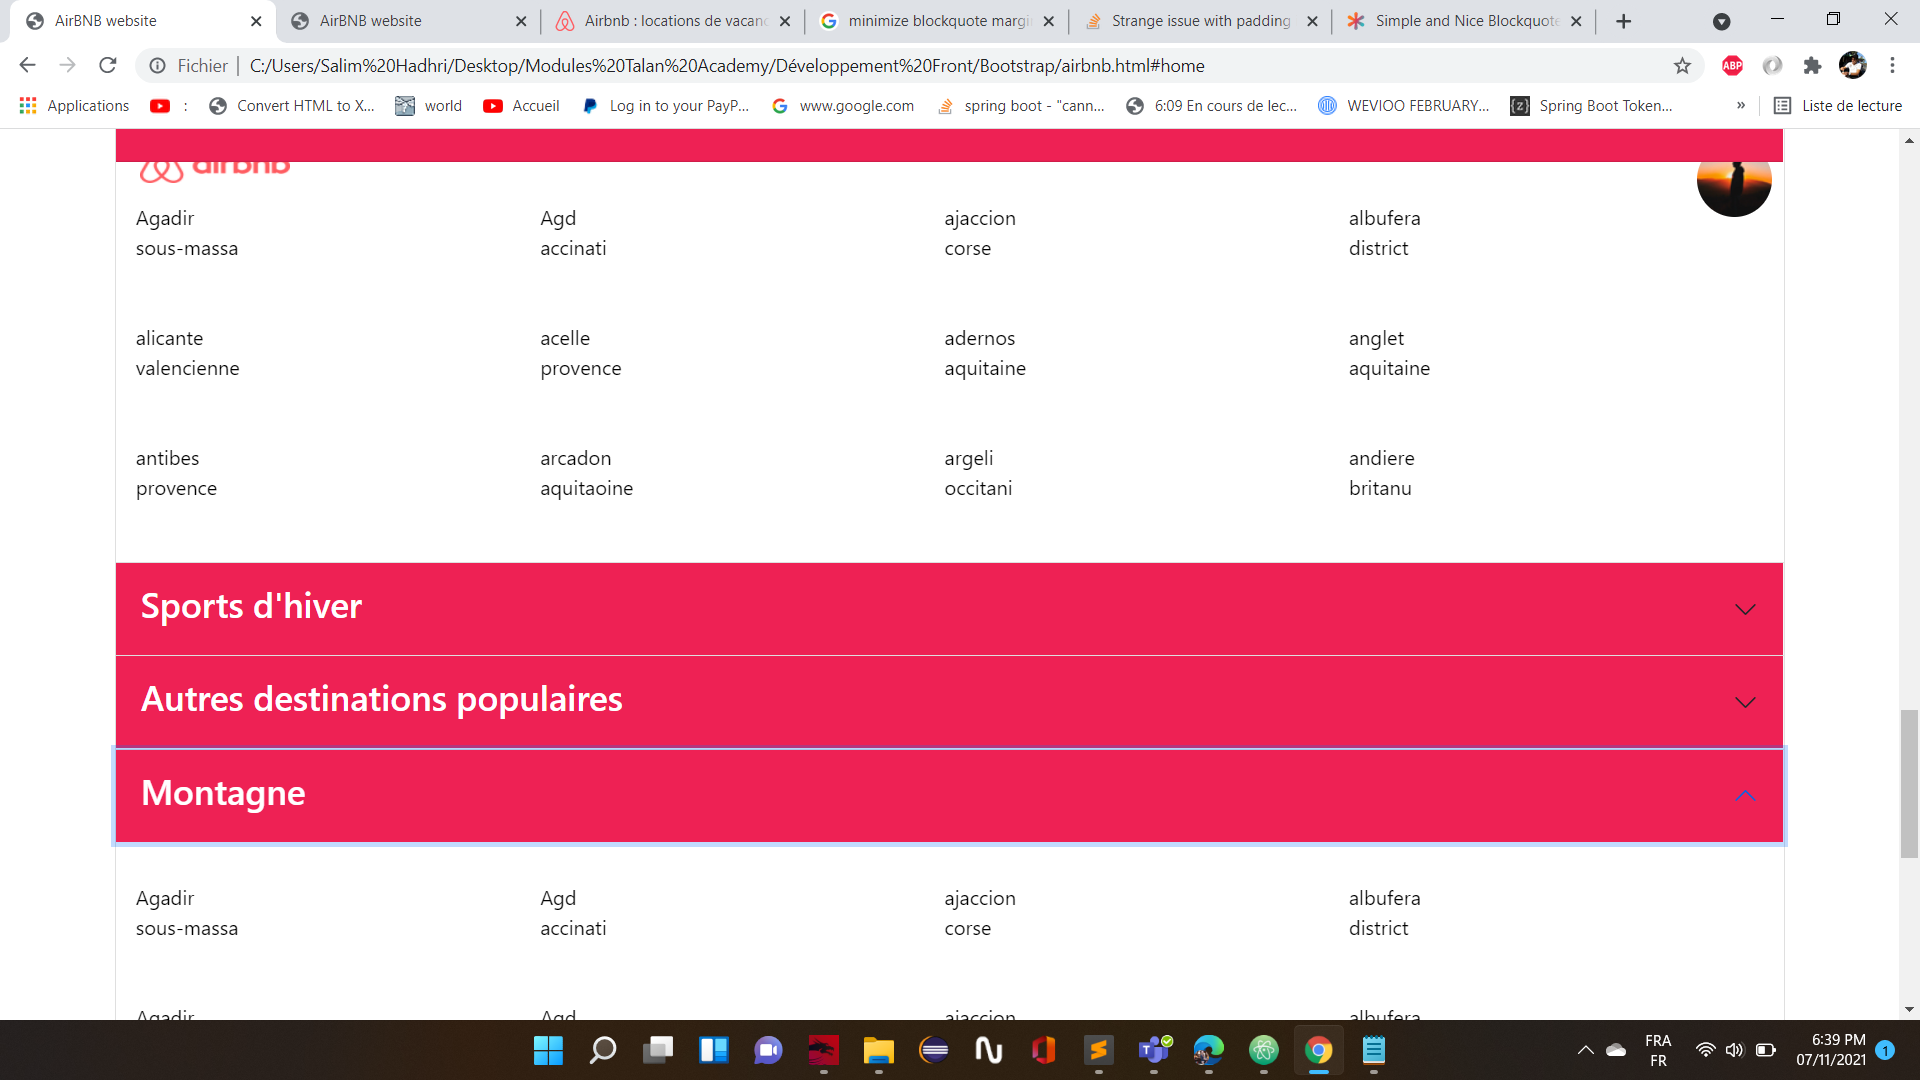 AirBNB website
AirBNB website
Airbnb : locations de vacanc
minimize blockquote margi
Strange issue with padding
Simple and Nice Blockquote
Fichier | C:/Users/Salim%20Hadhri/Desktop/Modules%20Talan%20Academy/Développement%20Front/Bootstrap/airbnb.html#home
ABP
Applications
:
Convert HTML to X...
world
Accueil
Log in to your PayP...
www.google.com
spring boot - "cann...
6:09 En cours de lec...
WEVIOO FEBRUARY...
{z}
Spring Boot Token...
»
Liste de lecture
airbnb
Agadir
sous-massa
Agd
accinati
ajaccion
corse
albufera
district
alicante
valencienne
acelle
provence
adernos
aquitaine
anglet
aquitaine
antibes
provence
arcadon
aquitaoine
argeli
occitani
andiere
britanu
Sports d'hiver
Autres destinations populaires
Montagne
Agadir
sous-massa
Agd
accinati
ajaccion
corse
albufera
district
Agadir
Agd
ajaccion
albufera
FRA
FR
6:39 PM
07/11/2021
1